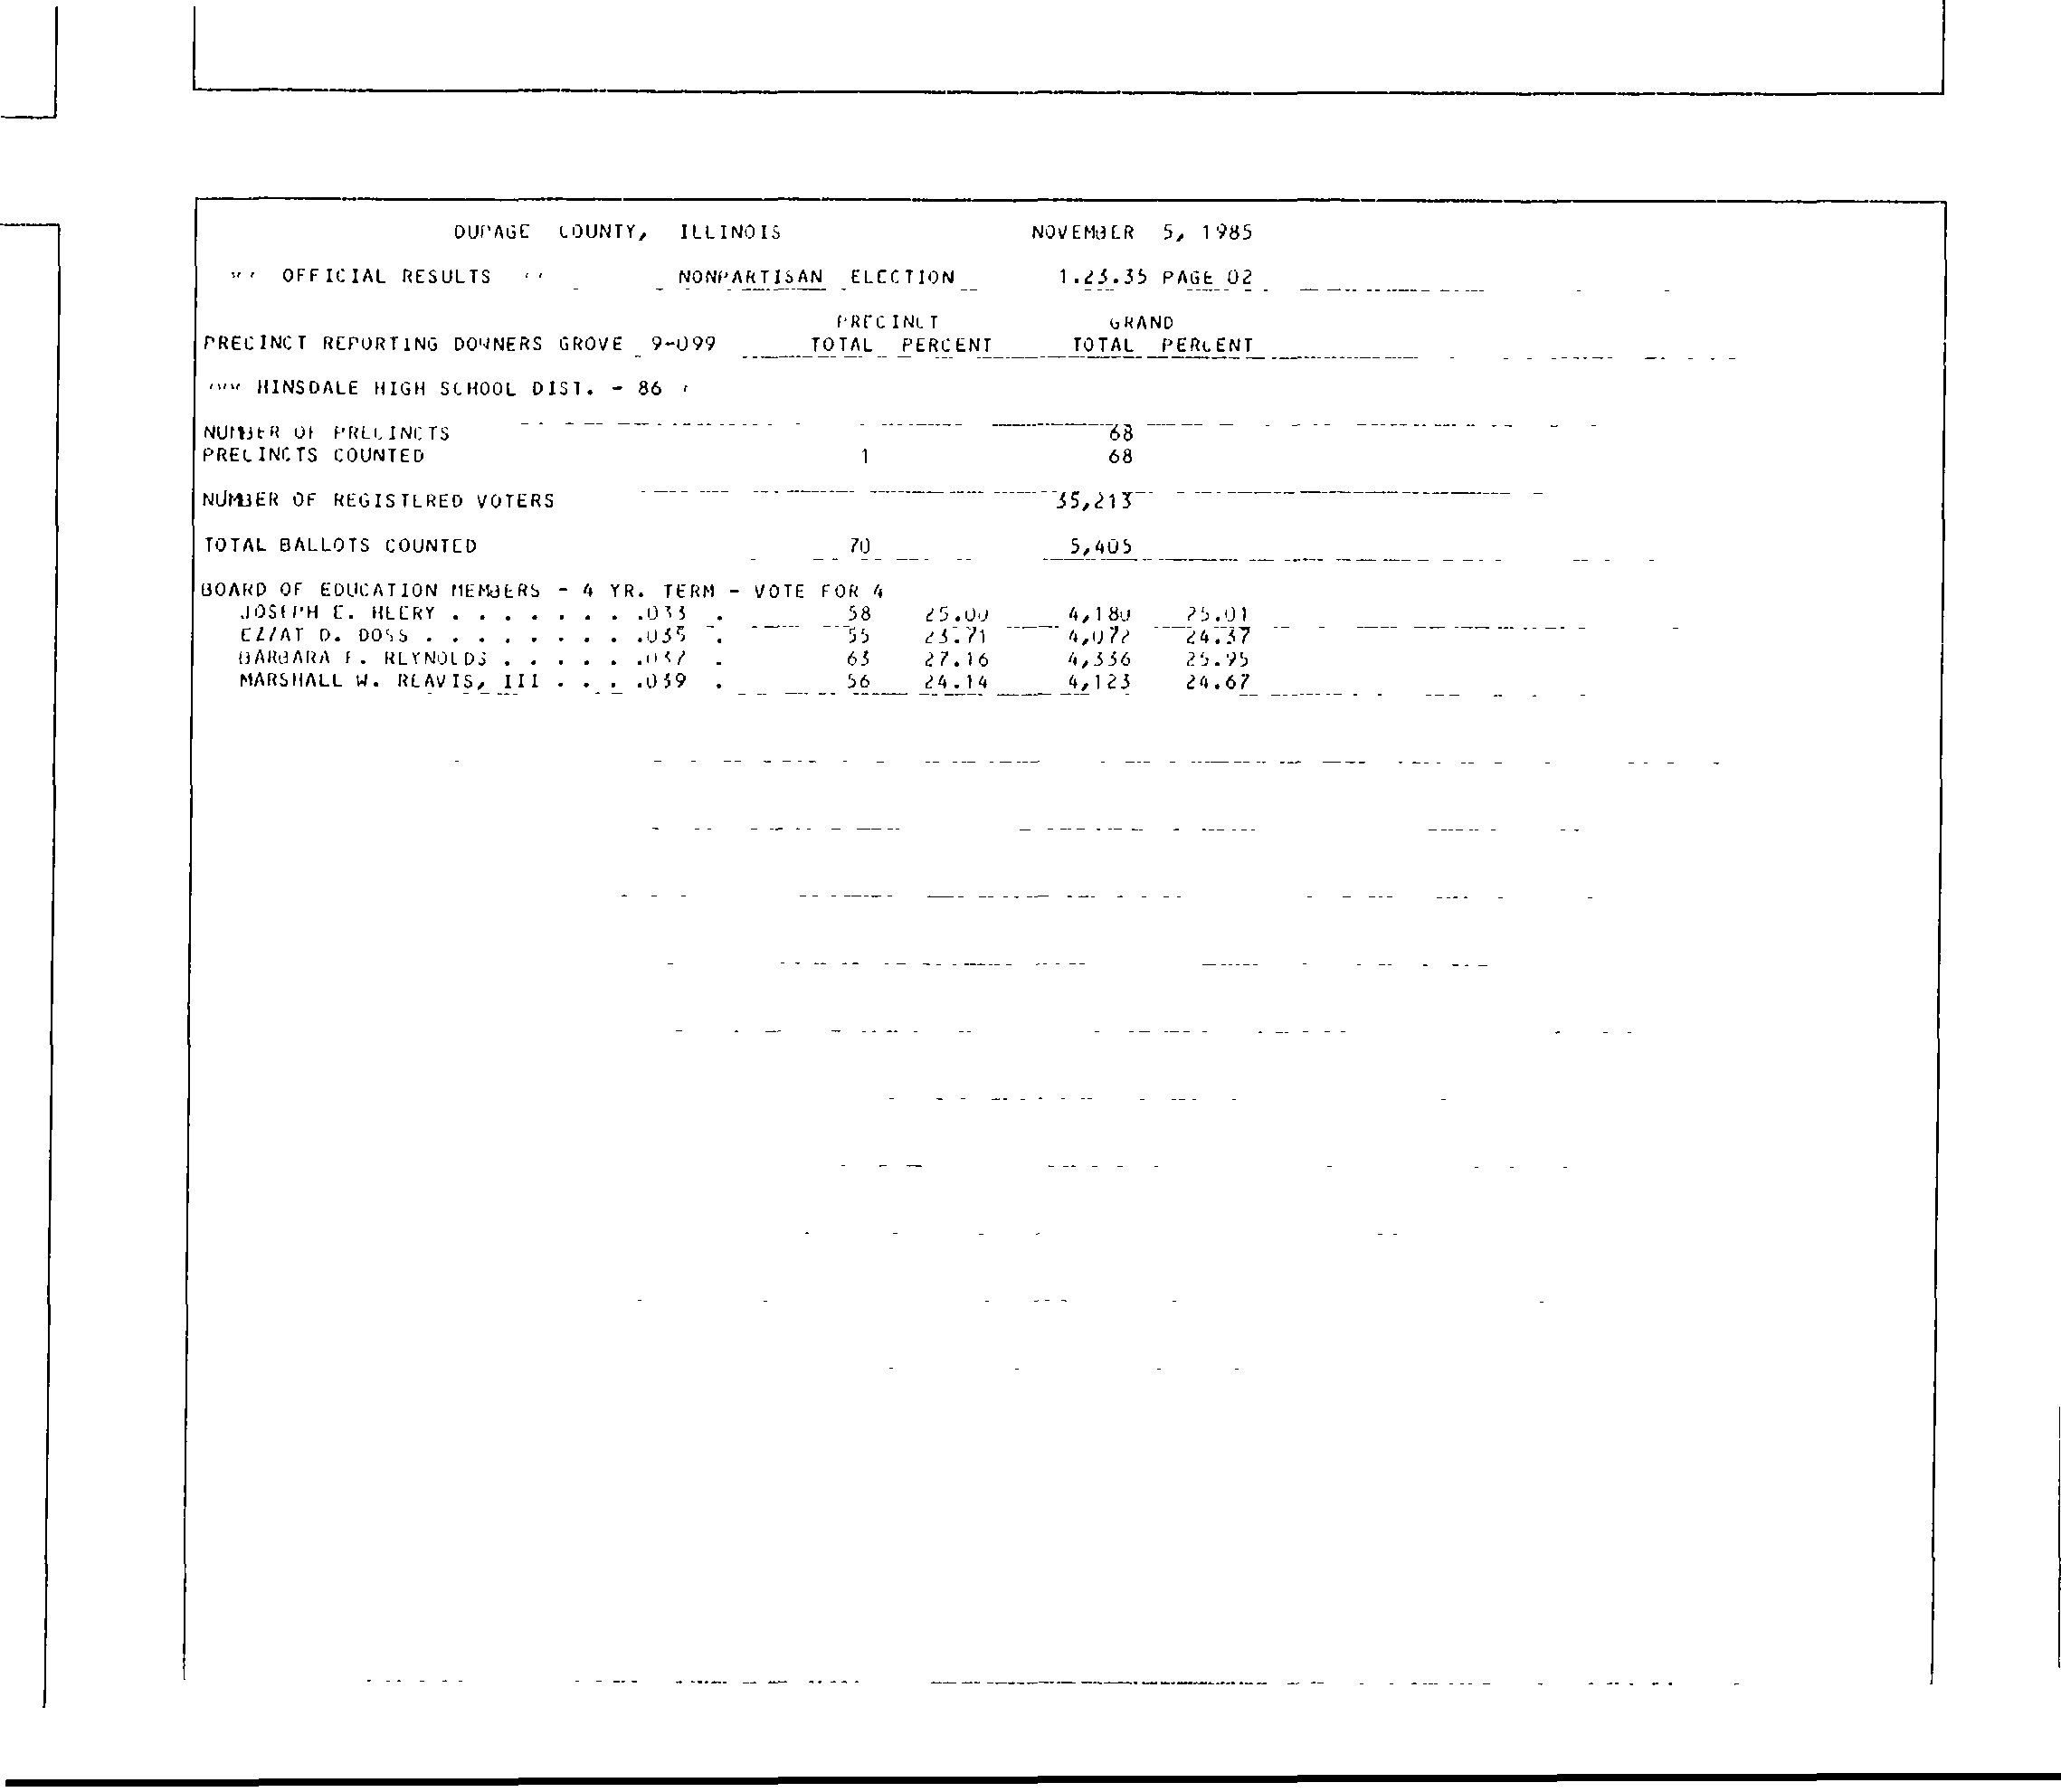 DUPAGE COUNTY, ILLINOIS NOVEMBER 5, 1985
OFFICIAL RESULTS NONPARTISAN ELECTION 1.23.35 PAGE 02
PRECINCT GRAND
PRECINCT REPORTING DOWNERS GROVE 9-099 TOTAL PERCENT TOTAL PERCENT
HINSDALE HIGH SCHOOL DIST. - 86
NUMBER OF PRECINCTS 68
PRECINCTS COUNTED 1 68
NUMBER OF REGISTERED VOTERS 35,213
TOTAL BALLOTS COUNTED 70 5,405
BOARD OF EDUCATION MEMBERS - 4 YR. TERM - VOTE FOR 4
JOSEPH E. HEERY . . . . . . . .033 . 58 25.00 4,180 25.01
EZZAT D. DOSS . . . . . . . . .035 . 55 23.71 4,072 24.37
BARBARA F. REYNOLDS . . . . . .037 . 63 27.16 4,336 25.95
MARSHALL W. REAVIS, III . . . .039 . 56 24.14 4,123 24.67